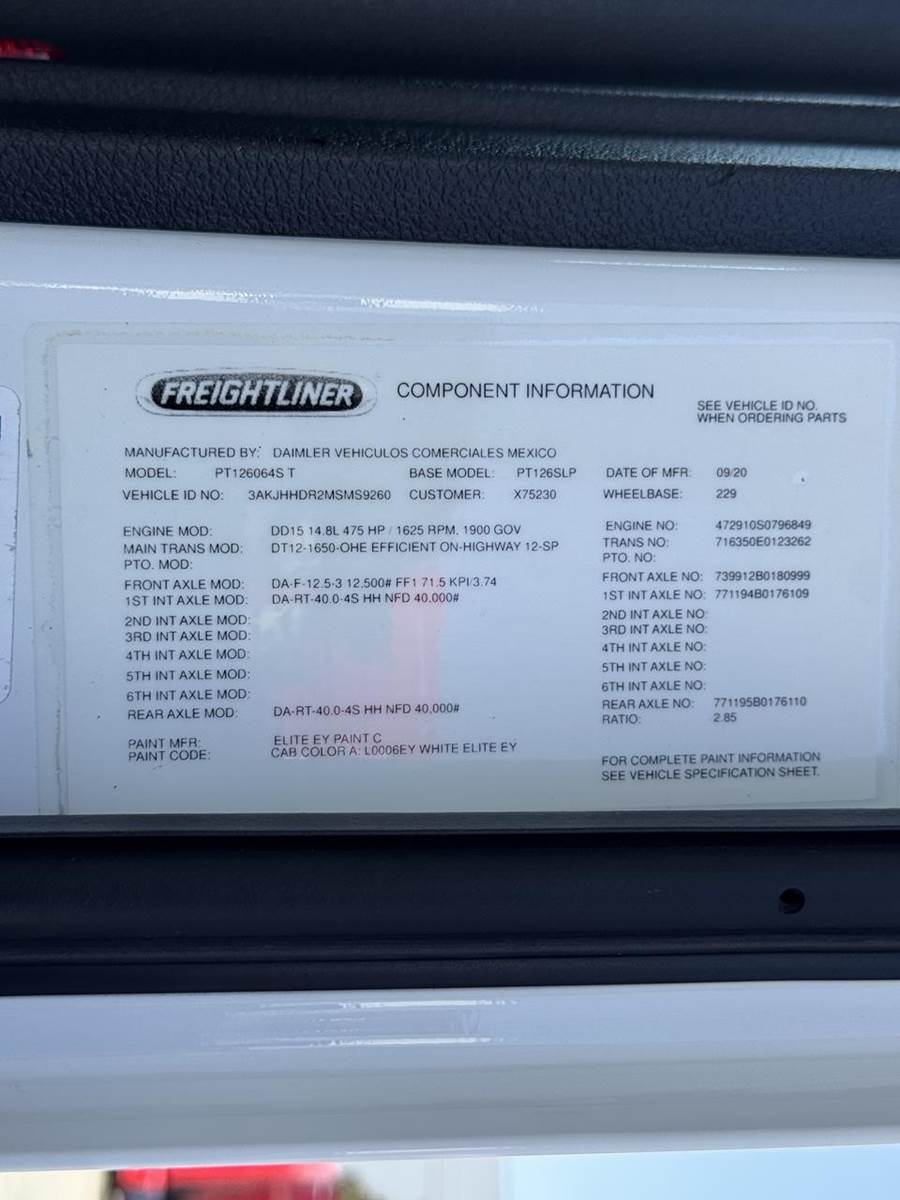 FREIGHTLINER COMPONENT INFORMATION
SEE VEHICLE ID NO.
WHEN ORDERING PARTS
MANUFACTURED BY: DAIMLER VEHICULOS COMERCIALES MEXICO
MODEL: PT126064S T BASE MODEL: PT126SLP DATE OF MFR: 09/20
VEHICLE ID NO: 3AKJHHDR2MSMS9260 CUSTOMER: X75230 WHEELBASE: 229
ENGINE MOD: DD15 14.8L 475 HP / 1625 RPM, 1900 GOV ENGINE NO: 472910S0796849
MAIN TRANS MOD: DT12-1650-OHE EFFICIENT ON-HIGHWAY 12-SP TRANS NO: 716350E0123262
PTO. MOD: PTO. NO:
FRONT AXLE MOD: DA-F-12.5-3 12,500# FF1 71.5 KPI/3.74 FRONT AXLE NO: 739912B0180999
1ST INT AXLE MOD: DA-RT-40.0-4S HH NFD 40,000# 1ST INT AXLE NO: 771194B0176109
2ND INT AXLE MOD: 2ND INT AXLE NO:
3RD INT AXLE MOD: 3RD INT AXLE NO:
4TH INT AXLE MOD: 4TH INT AXLE NO:
5TH INT AXLE MOD: 5TH INT AXLE NO:
6TH INT AXLE MOD: 6TH INT AXLE NO:
REAR AXLE MOD: DA-RT-40.0-4S HH NFD 40,000# REAR AXLE NO: 771195B0176110
RATIO: 2.85
PAINT MFR: ELITE EY PAINT C
PAINT CODE: CAB COLOR A: L0006EY WHITE ELITE EY
FOR COMPLETE PAINT INFORMATION
SEE VEHICLE SPECIFICATION SHEET.